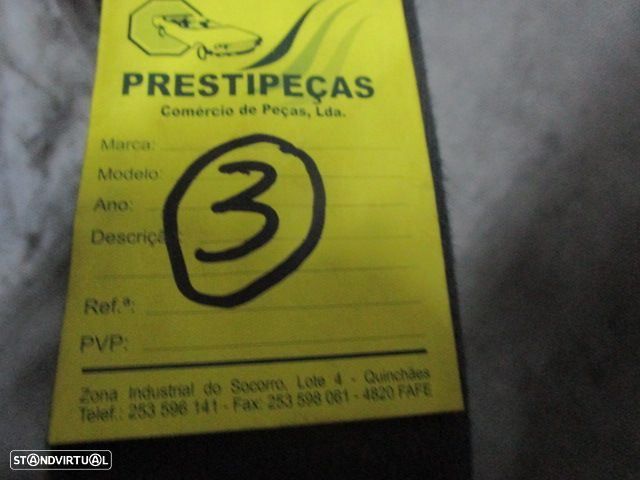 PRESTIPEÇAS
Comércio de Peças, Lda.
Marca:
Modelo:
Ano:
Descrição
3
Ref.ª:
PVP:
Zona Industrial do Socorro, Lote 4 - Quinchães
Telef.: 253 596 141 - Fax: 253 598 061 - 4820 FAFE
STANDVIRTUAL